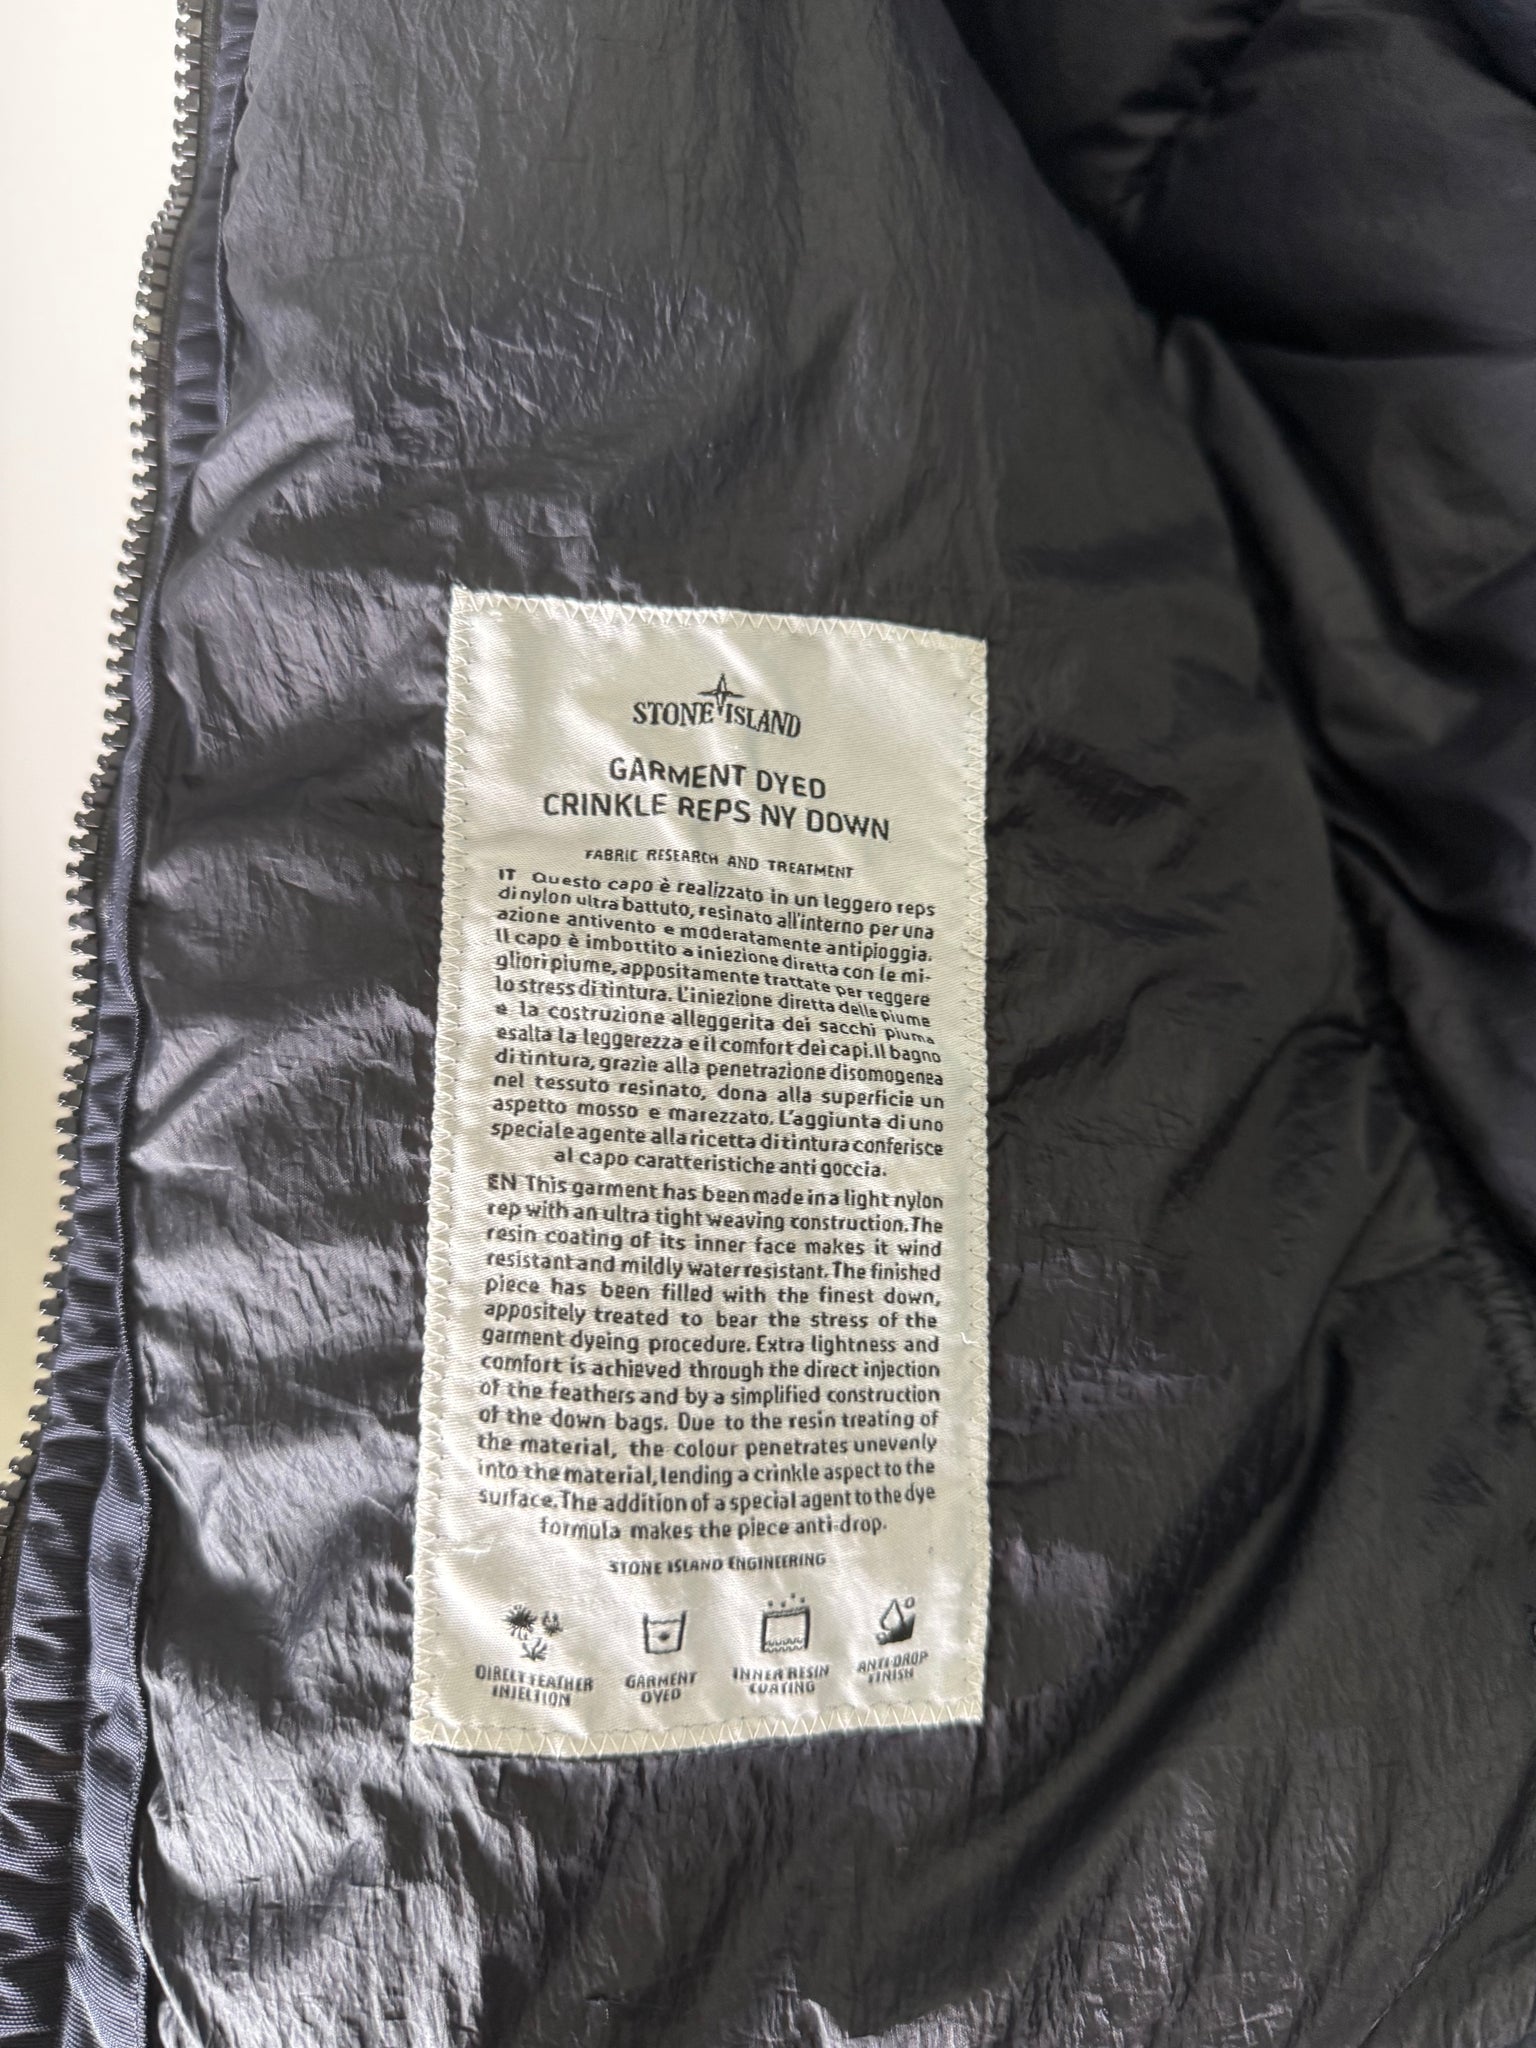 STONE ISLAND
GARMENT DYED
CRINKLE REPS NY DOWN
FABRIC RESEARCH AND TREATMENT
IT Questo capo è realizzato in un leggero reps
di nylon ultra battuto, resinato all'interno per una
azione antivento e moderatamente antipioggia.
Il capo è imbottito a iniezione diretta con le mi-
gliori piume, appositamente trattate per reggere
lo stress di tintura. L'iniezione diretta delle piume
e la costruzione alleggerita dei sacchi piuma
esalta la leggerezza e il comfort dei capi. Il bagno
di tintura, grazie alla penetrazione disomogenea
nel tessuto resinato, dona alla superficie un
aspetto mosso e marezzato. L'aggiunta di uno
speciale agente alla ricetta di tintura conferisce
al capo caratteristiche anti goccia.
EN This garment has been made in a light nylon
rep with an ultra tight weaving construction. The
resin coating of its inner face makes it wind
resistant and mildly water resistant. The finished
piece has been filled with the finest down,
appositely treated to bear the stress of the
garment dyeing procedure. Extra lightness and
comfort is achieved through the direct injection
of the feathers and by a simplified construction
of the down bags. Due to the resin treating of
the material, the colour penetrates unevenly
into the material, lending a crinkle aspect to the
surface. The addition of a special agent to the dye
formula makes the piece anti-drop.
STONE ISLAND ENGINEERING
DIRECT FEATHER GARMENT INNER RESIN ANTI-DROP
INJECTION DYED COATING FINISH